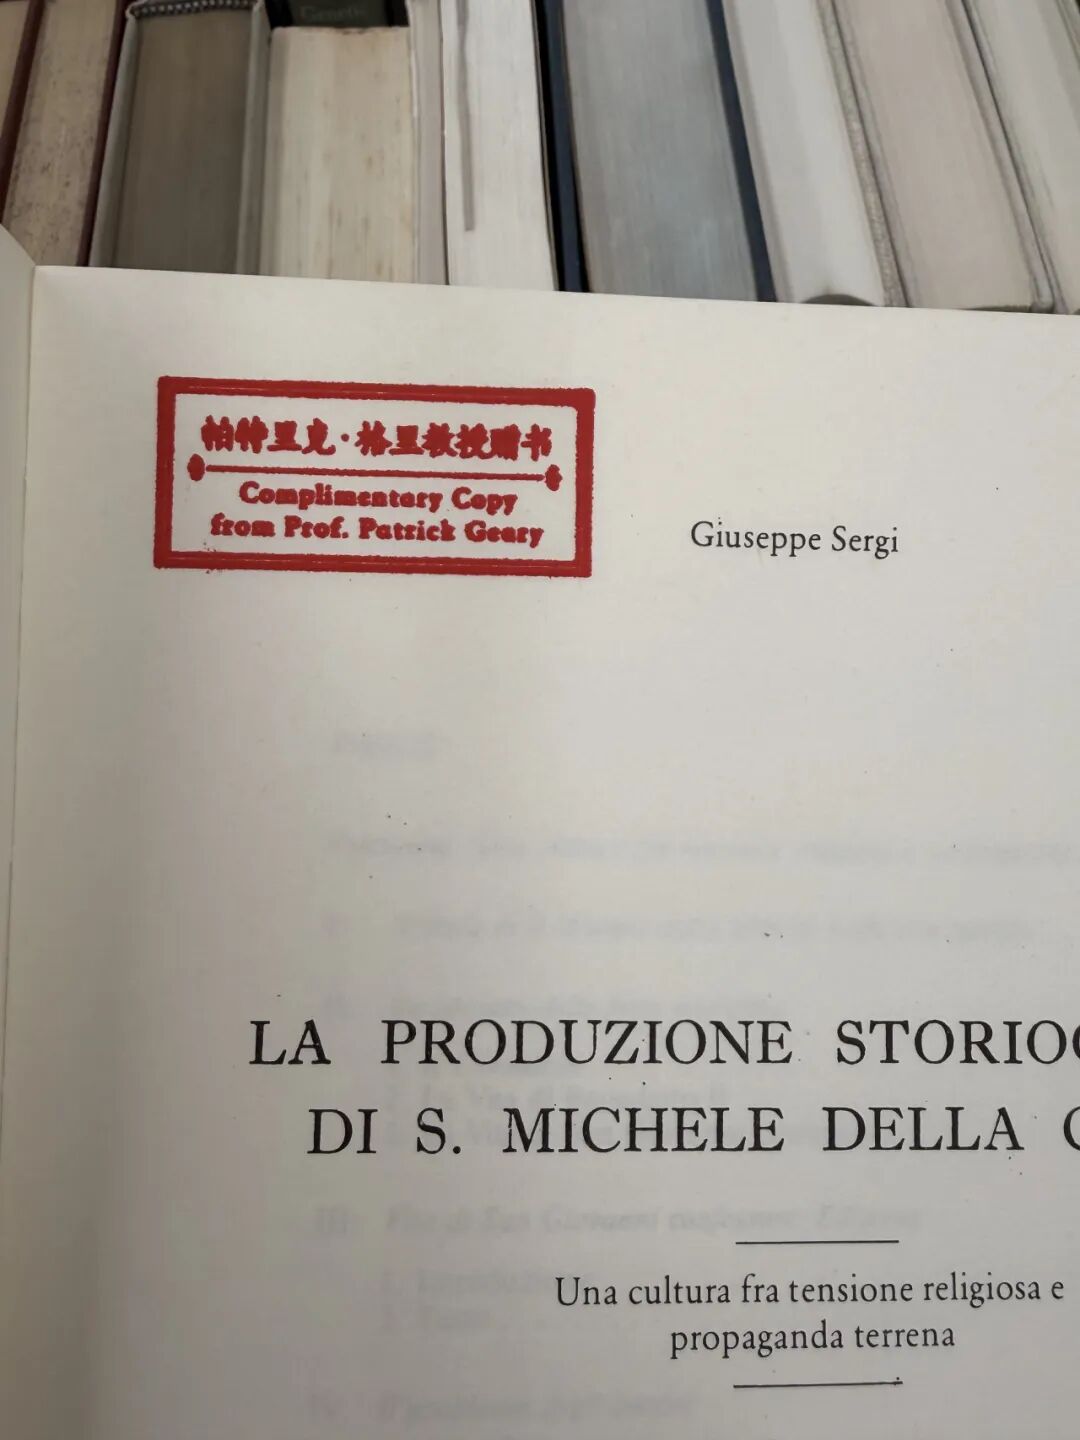 帕特里克·格里教授赠书
Complimentary Copy
from Prof. Patrick Geary
Giuseppe Sergi
LA PRODUZIONE
DI S. MICHELE DELLA
Una cultura fra tensione religiosa e
propaganda terrena